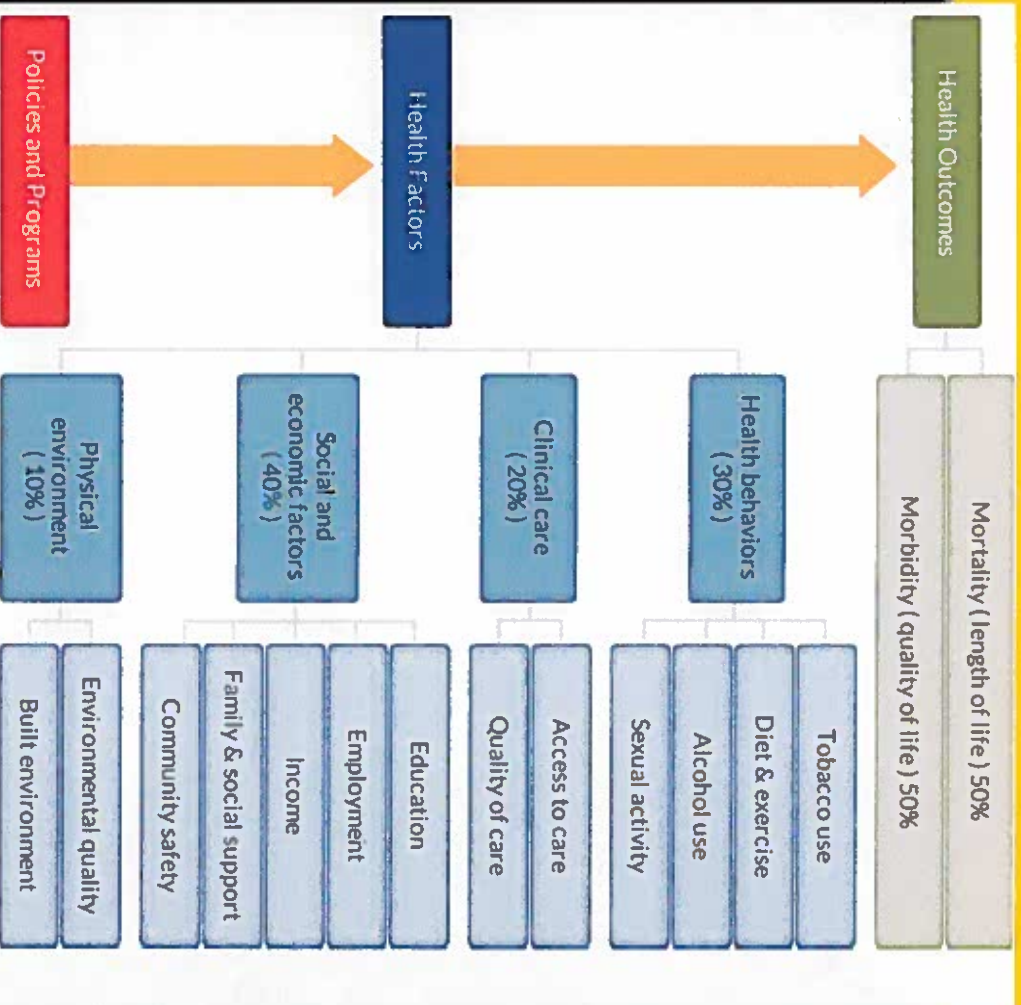 Health Outcomes
Mortality ( length of life ) 50%
Morbidity ( quality of life ) 50%
Health Factors
Health behaviors
( 30%)
Tobacco use
Diet & exercise
Alcohol use
Sexual activity
Clinical care
( 20%)
Access to care
Quality of care
Social and
economic factors
( 40%)
Education
Employment
Income
Family & social support
Community safety
Physical
environment
( 10%)
Environmental quality
Built environment
Policies and Programs